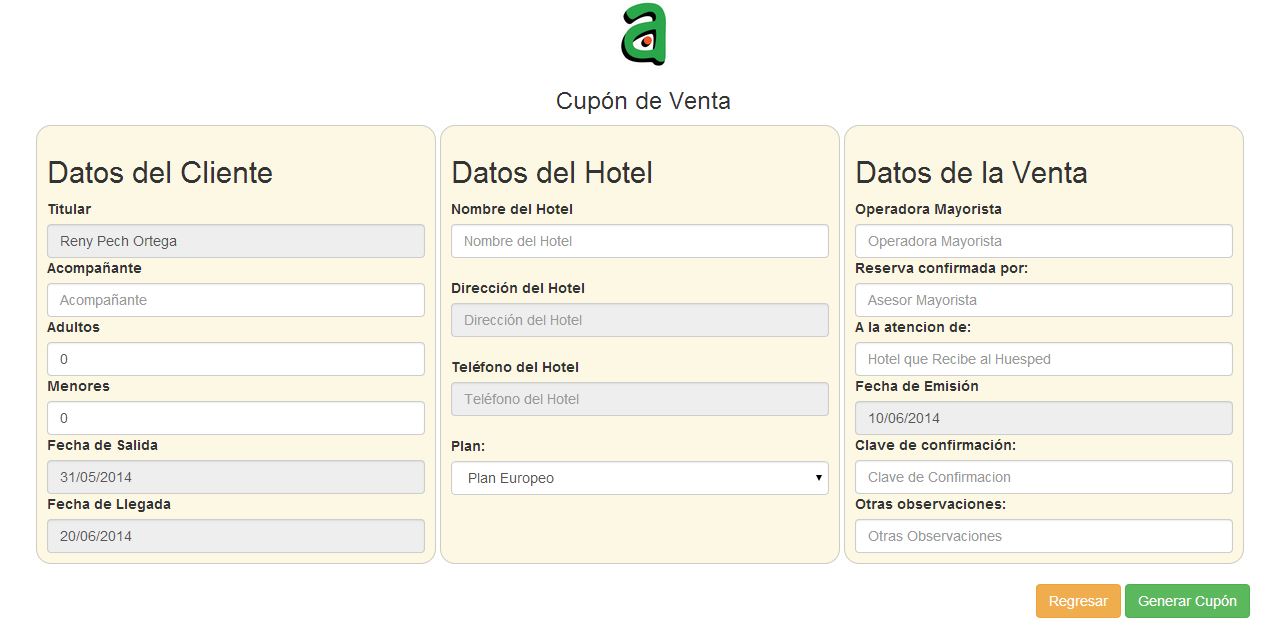 a
Cupón de Venta
Datos del Cliente
Titular
Reny Pech Ortega
Acompañante
Acompañante
Adultos
0
Menores
0
Fecha de Salida
31/05/2014
Fecha de Llegada
20/06/2014
Datos del Hotel
Nombre del Hotel
Nombre del Hotel
Dirección del Hotel
Dirección del Hotel
Teléfono del Hotel
Teléfono del Hotel
Plan:
Plan Europeo
Datos de la Venta
Operadora Mayorista
Operadora Mayorista
Reserva confirmada por:
Asesor Mayorista
A la atencion de:
Hotel que Recibe al Huesped
Fecha de Emisión
10/06/2014
Clave de confirmación:
Clave de Confirmacion
Otras observaciones:
Otras Observaciones
Regresar
Generar Cupón